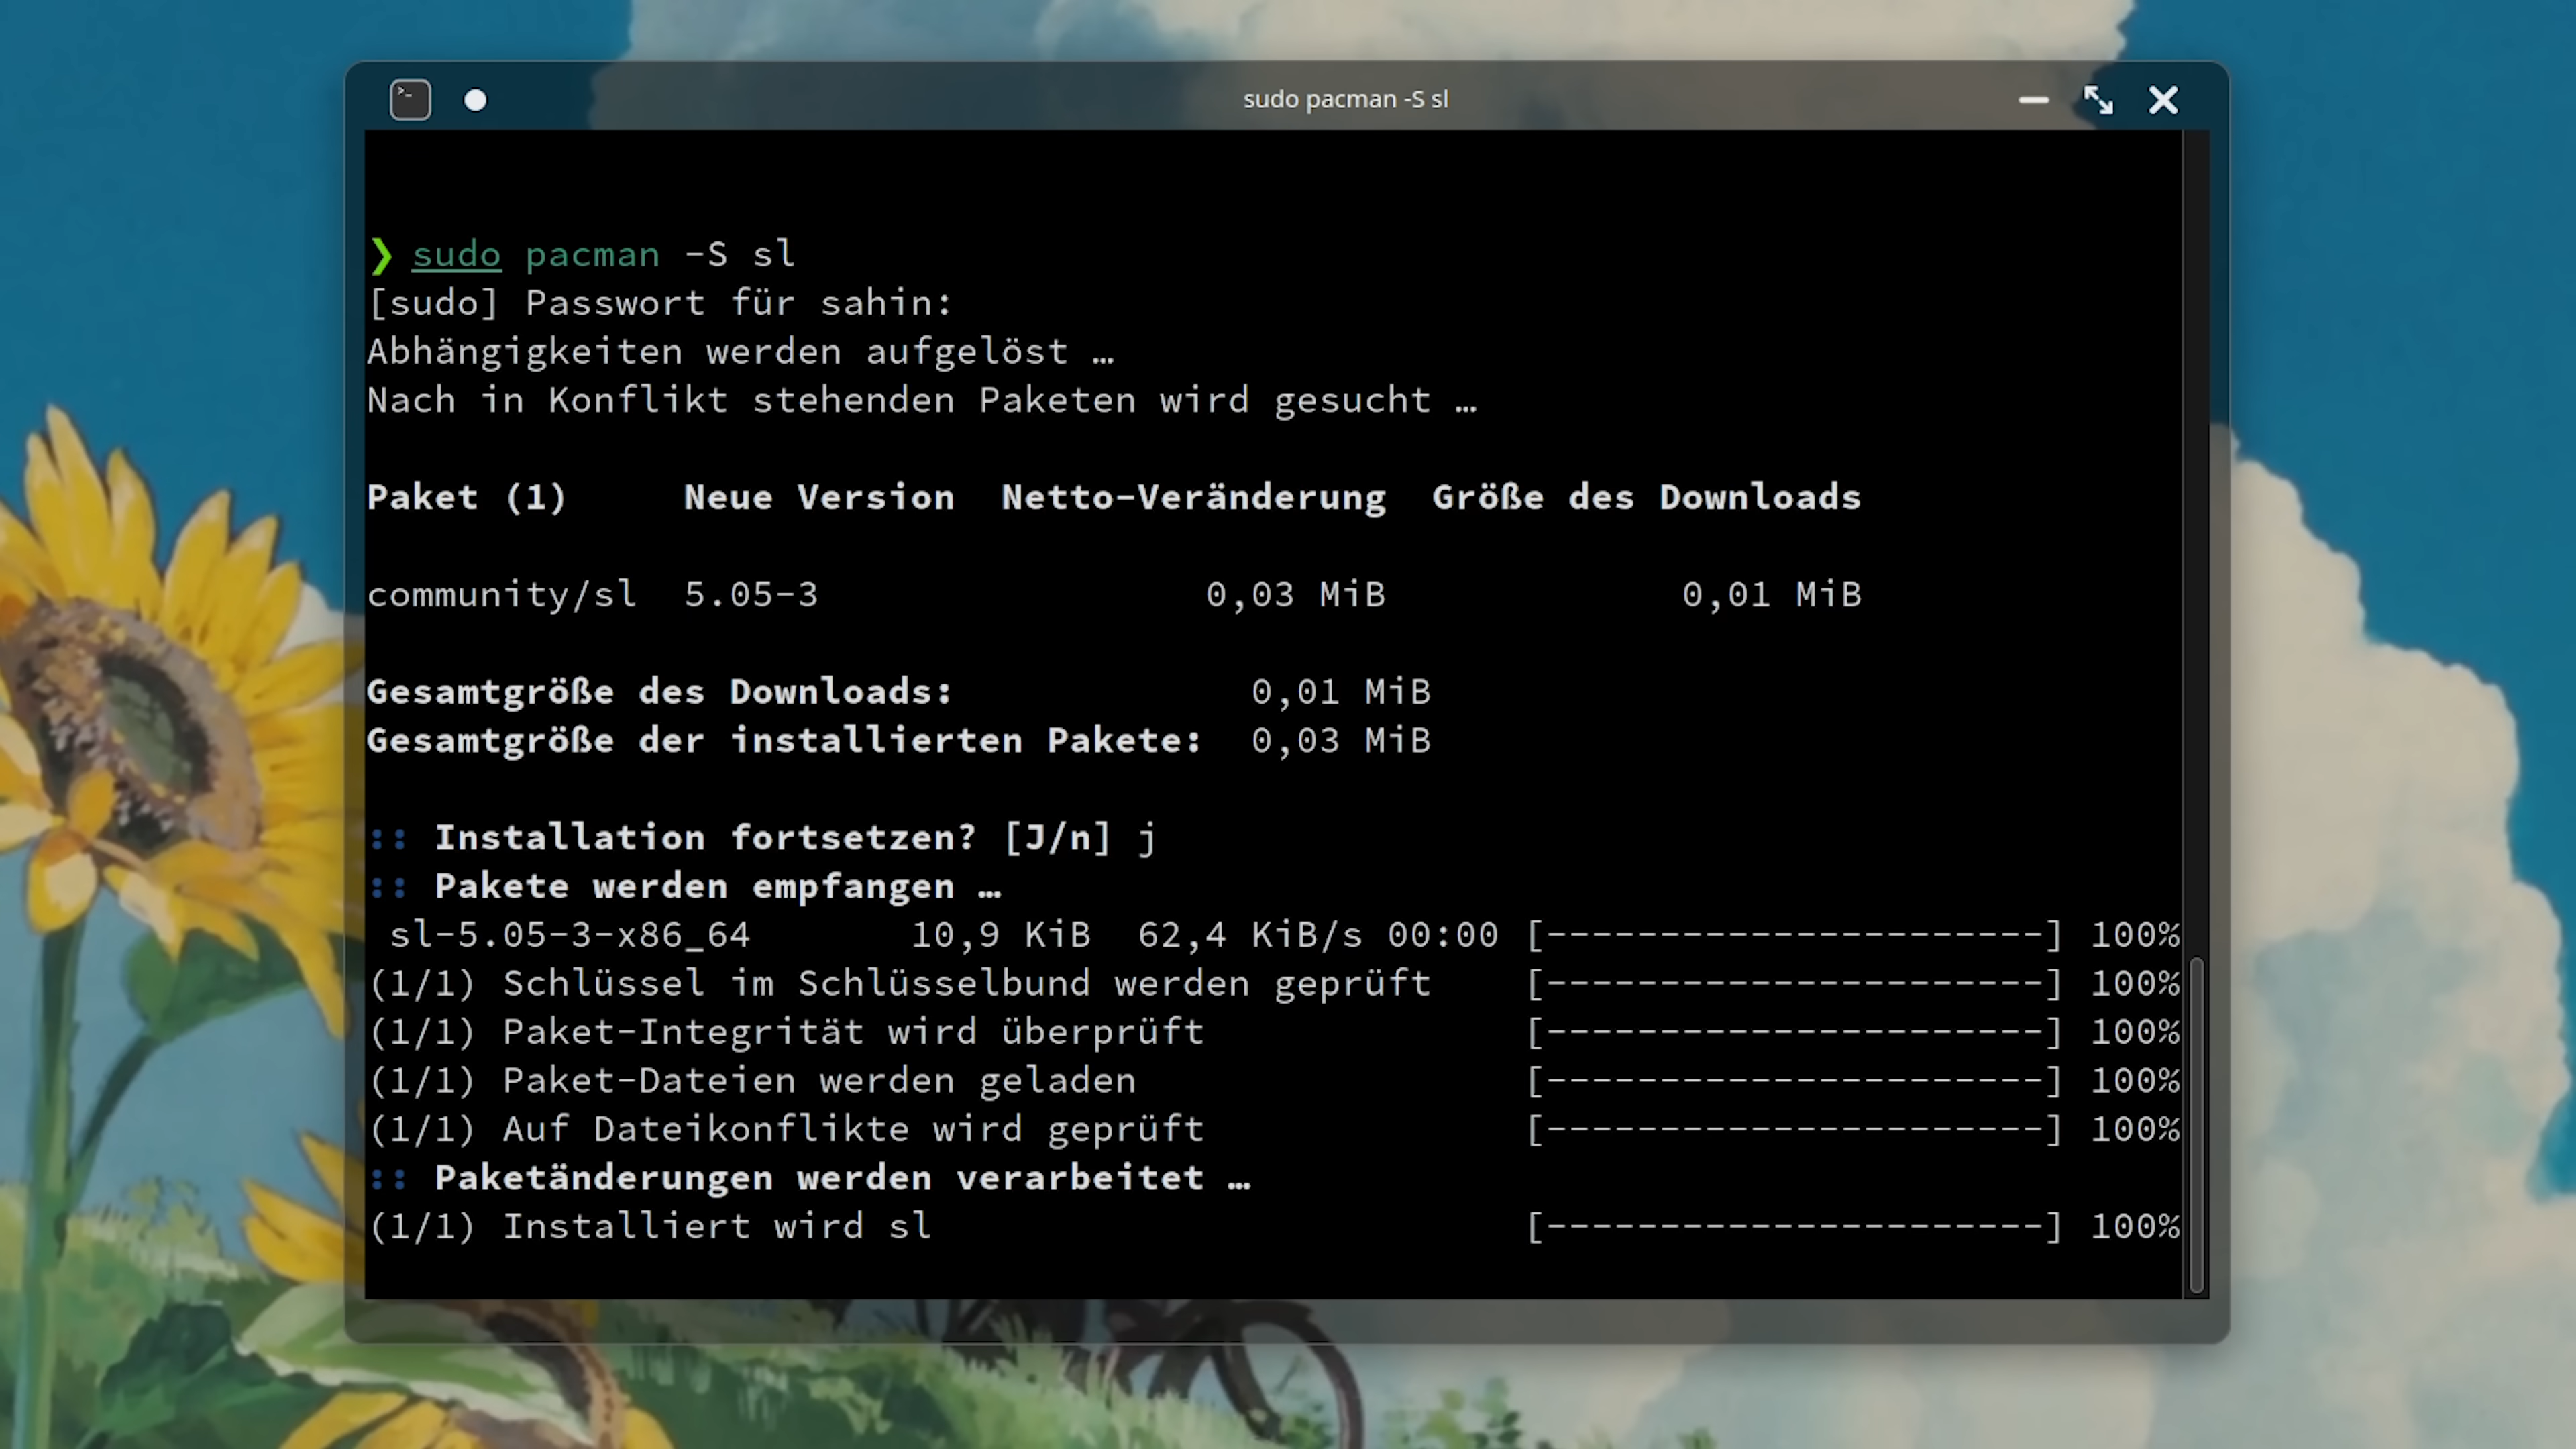 sudo pacman -S sl
❯ sudo pacman -S sl
[sudo] Passwort für sahin:
Abhängigkeiten werden aufgelöst …
Nach in Konflikt stehenden Paketen wird gesucht …
Paket (1)     Neue Version  Netto-Veränderung  Größe des Downloads
community/sl  5.05-3                 0,03 MiB             0,01 MiB
Gesamtgröße des Downloads:             0,01 MiB
Gesamtgröße der installierten Pakete:  0,03 MiB
:: Installation fortsetzen? [J/n] j
:: Pakete werden empfangen …
 sl-5.05-3-x86_64       10,9 KiB  62,4 KiB/s 00:00 [----------------------] 100%
(1/1) Schlüssel im Schlüsselbund werden geprüft    [----------------------] 100%
(1/1) Paket-Integrität wird überprüft              [----------------------] 100%
(1/1) Paket-Dateien werden geladen                 [----------------------] 100%
(1/1) Auf Dateikonflikte wird geprüft              [----------------------] 100%
:: Paketänderungen werden verarbeitet …
(1/1) Installiert wird sl                          [----------------------] 100%